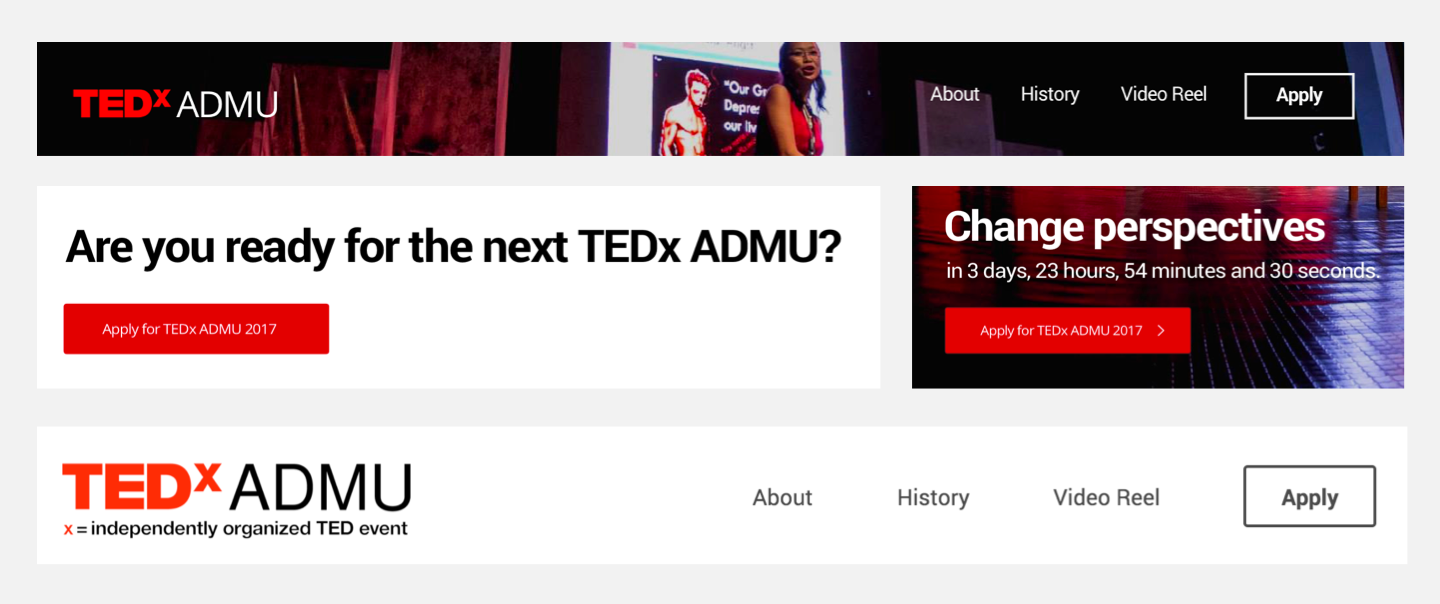 TEDx ADMU
About
History
Video Reel
Apply
"Our Gr
Depres
our liv
Are you ready for the next TEDx ADMU?
Apply for TEDx ADMU 2017
Change perspectives
in 3 days, 23 hours, 54 minutes and 30 seconds.
Apply for TEDx ADMU 2017
TEDx ADMU
x = independently organized TED event
About
History
Video Reel
Apply